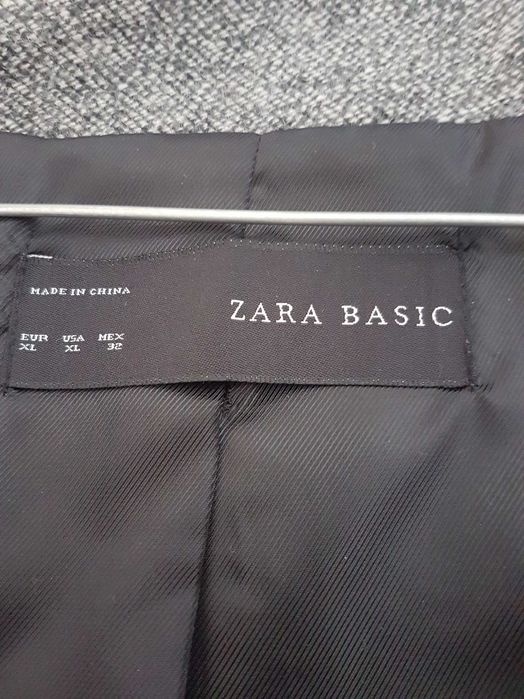 MADE IN CHINA
ZARA BASIC
EUR USA MEX
XL XL 32